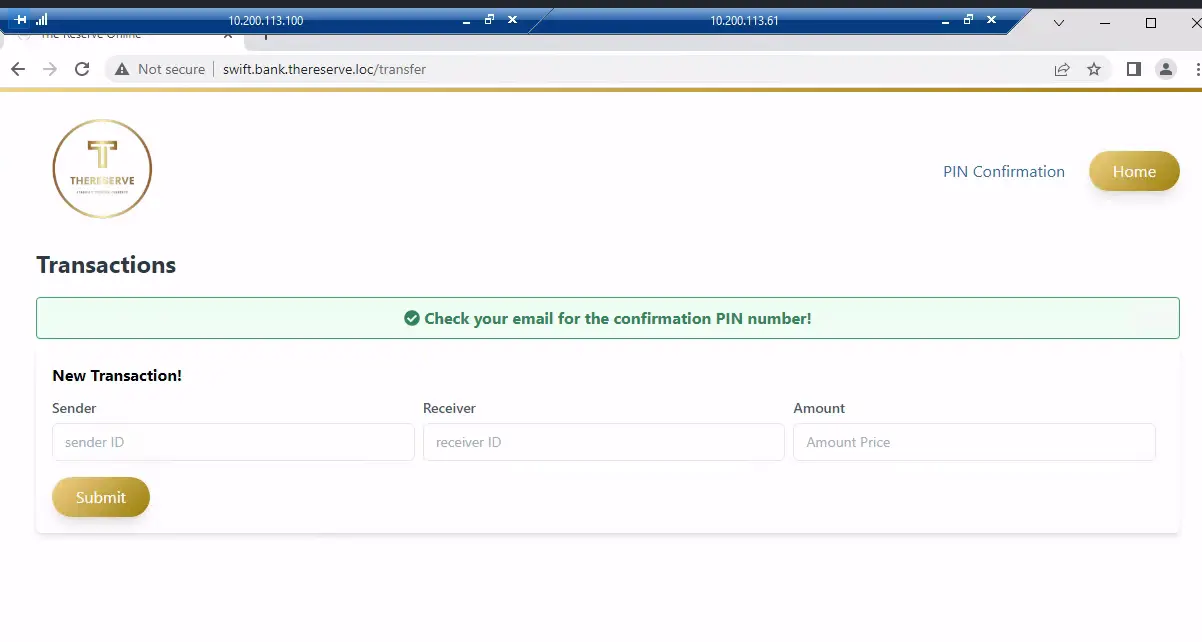 10.200.113.100 10.200.113.61
The Reserve Online
Not secure swift.bank.thereserve.loc/transfer
THERESERVE
PIN Confirmation Home
Transactions
Check your email for the confirmation PIN number!
New Transaction!
Sender Receiver Amount
sender ID receiver ID Amount Price
Submit